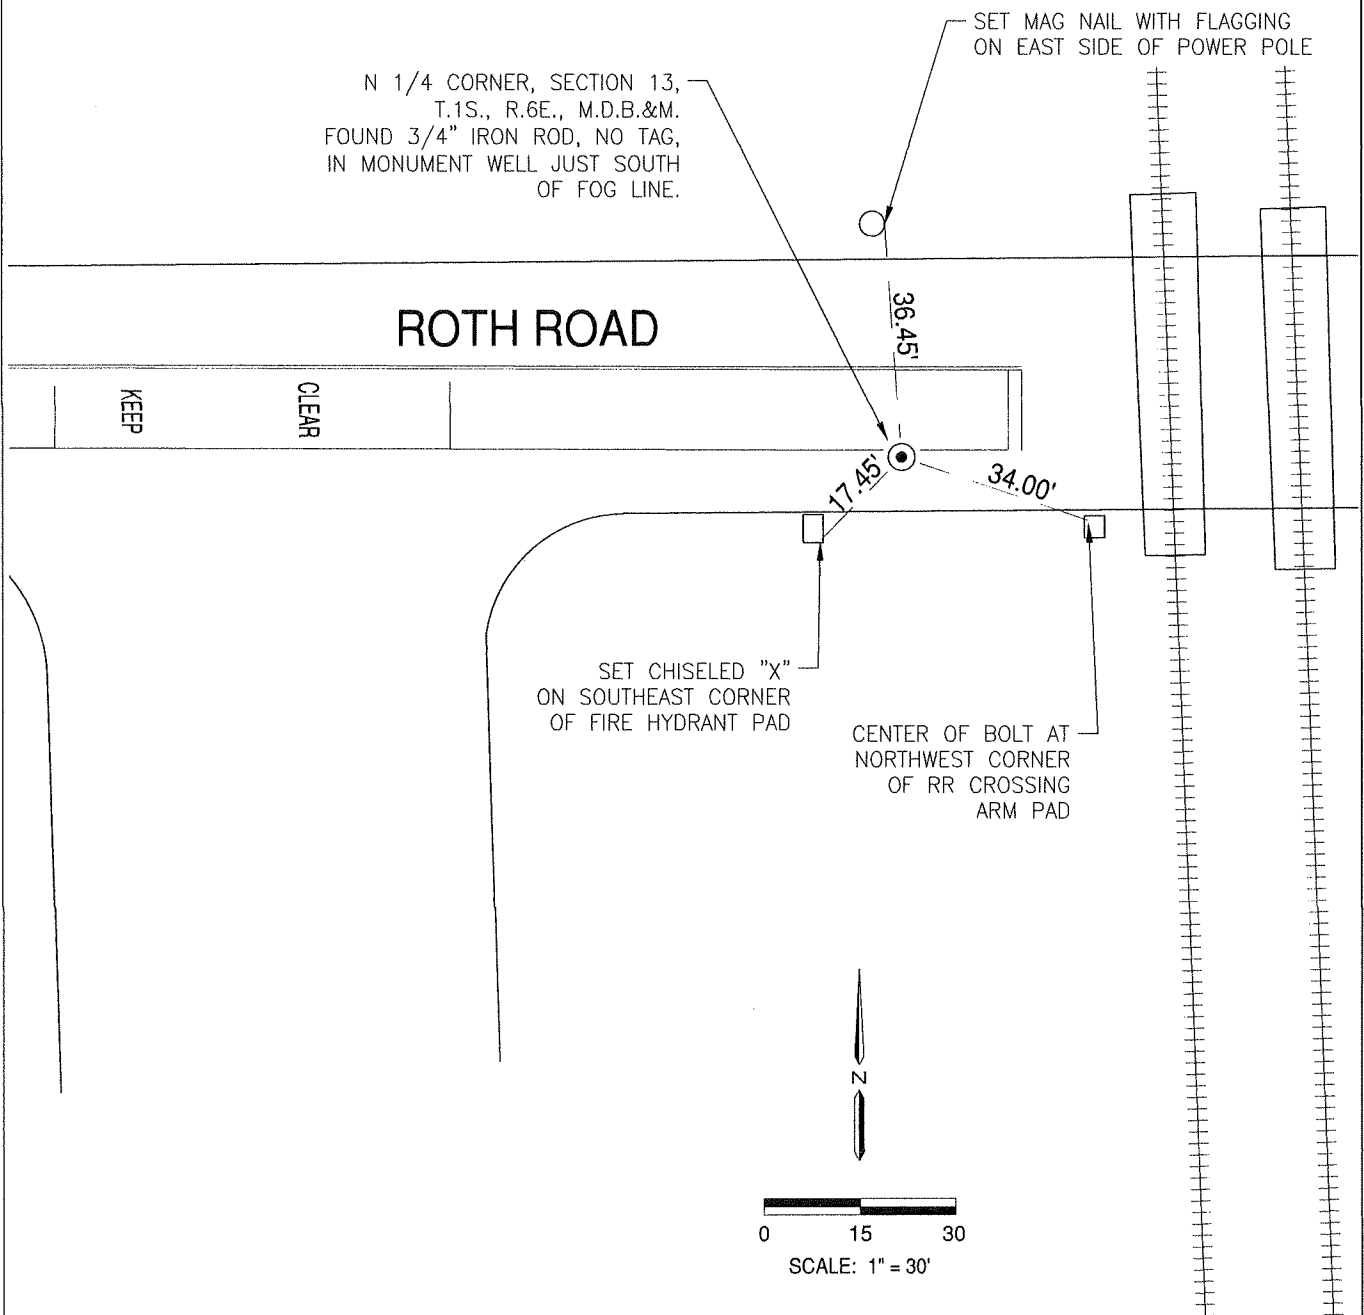 SET MAG NAIL WITH FLAGGING
ON EAST SIDE OF POWER POLE
N 1/4 CORNER, SECTION 13,
T.1S., R.6E., M.D.B.&M.
FOUND 3/4" IRON ROD, NO TAG,
IN MONUMENT WELL JUST SOUTH
OF FOG LINE.
36.45'
ROTH ROAD
KEEP
CLEAR
17.45'
34.00'
SET CHISELED "X"
ON SOUTHEAST CORNER
OF FIRE HYDRANT PAD
CENTER OF BOLT AT
NORTHWEST CORNER
OF RR CROSSING
ARM PAD
N
0 15 30
SCALE: 1" = 30'